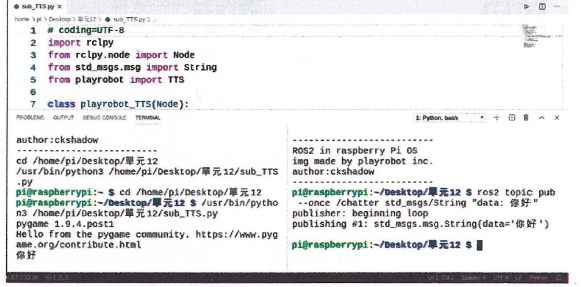 sub_TTS.py ×
home > pi > Desktop > 單元12 > sub_TTS.py > ...
1 # coding=UTF-8
2 import rclpy
3 from rclpy.node import Node
4 from std_msgs.msg import String
5 from playrobot import TTS
6
7 class playrobot_TTS(Node):
PROBLEMS OUTPUT DEBUG CONSOLE TERMINAL
1: Python, bash
author:ckshadow
--------------------------
cd /home/pi/Desktop/單元12
/usr/bin/python3 /home/pi/Desktop/單元12/sub_TTS
.py
pi@raspberrypi:~ $ cd /home/pi/Desktop/單元12
pi@raspberrypi:~/Desktop/單元12 $ /usr/bin/pytho
n3 /home/pi/Desktop/單元12/sub_TTS.py
pygame 1.9.4.post1
Hello from the pygame community. https://www.pyg
ame.org/contribute.html
你好
--------------------------
ROS2 in raspberry Pi OS
img made by playrobot inc.
author:ckshadow
--------------------------
pi@raspberrypi:~/Desktop/單元12 $ ros2 topic pub
--once /chatter std_msgs/String "data: 你好"
publisher: beginning loop
publishing #1: std_msgs.msg.String(data='你好')
pi@raspberrypi:~/Desktop/單元12 $